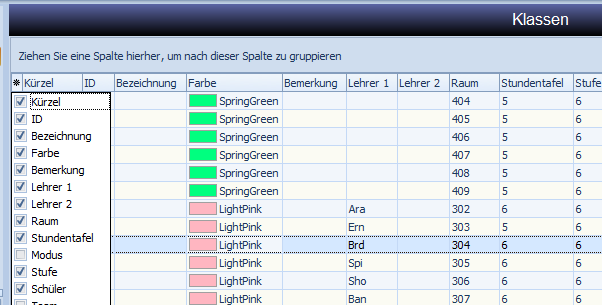 Klassen
Ziehen Sie eine Spalte hierher, um nach dieser Spalte zu gruppieren
Kürzel ID Bezeichnung Farbe Bemerkung Lehrer 1 Lehrer 2 Raum Stundentafel Stufe
Kürzel SpringGreen 404 5 6
ID SpringGreen 405 5 6
Bezeichnung SpringGreen 406 5 6
Farbe SpringGreen 407 5 6
Bemerkung SpringGreen 408 5 6
Lehrer 1 SpringGreen 409 5 6
Lehrer 2 LightPink Ara 302 6 6
Raum LightPink Ern 303 5 6
Stundentafel LightPink Brd 304 6 6
Modus LightPink Spi 305 6 6
Stufe LightPink Sho 306 6 6
Schüler LightPink Ban 307 6 6